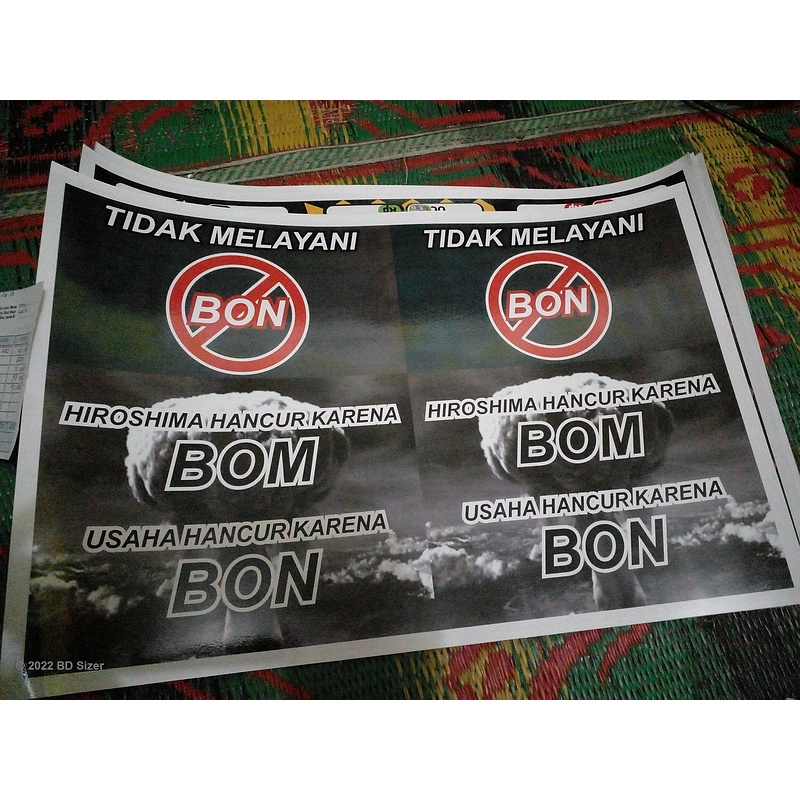 TIDAK MELAYANI
BON
HIROSHIMA HANCUR KARENA
BOM
USAHA HANCUR KARENA
BON
TIDAK MELAYANI
BON
HIROSHIMA HANCUR KARENA
BOM
USAHA HANCUR KARENA
BON
© 2022 BD Sizer